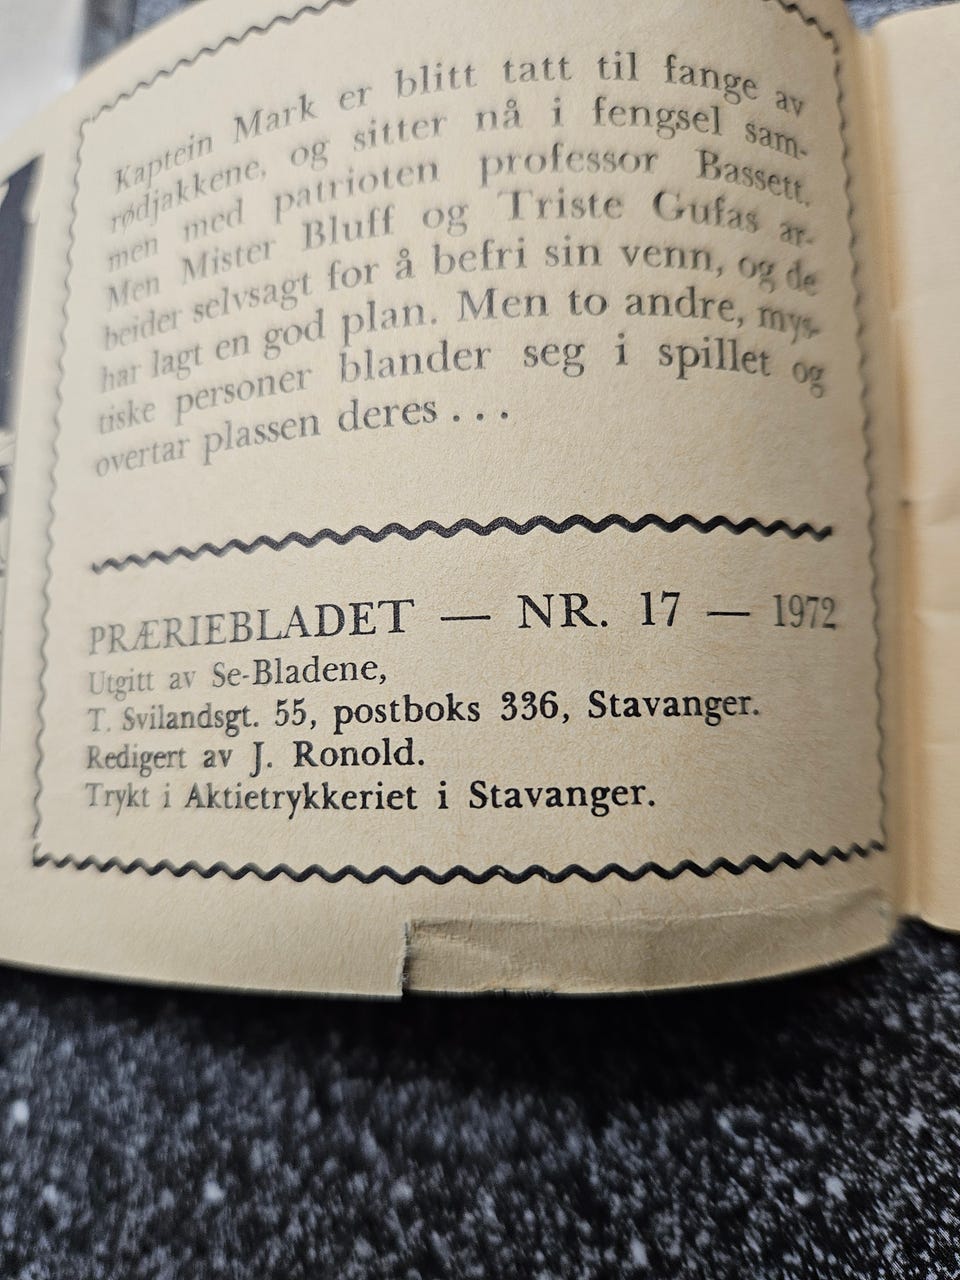 Kaptein Mark er blitt tatt til fange av
rødjakkene, og sitter nå i fengsel sam-
men med patrioten professor Bassett.
Men Mister Bluff og Triste Gufas ar-
beider selvsagt for å befri sin venn, og de
har lagt en god plan. Men to andre, mys-
tiske personer blander seg i spillet og
overtar plassen deres . . .
PRÆRIEBLADET — NR. 17 — 1972
Utgitt av Se-Bladene,
T. Svilandsgt. 55, postboks 336, Stavanger.
Redigert av J. Ronold.
Trykt i Aktietrykkeriet i Stavanger.